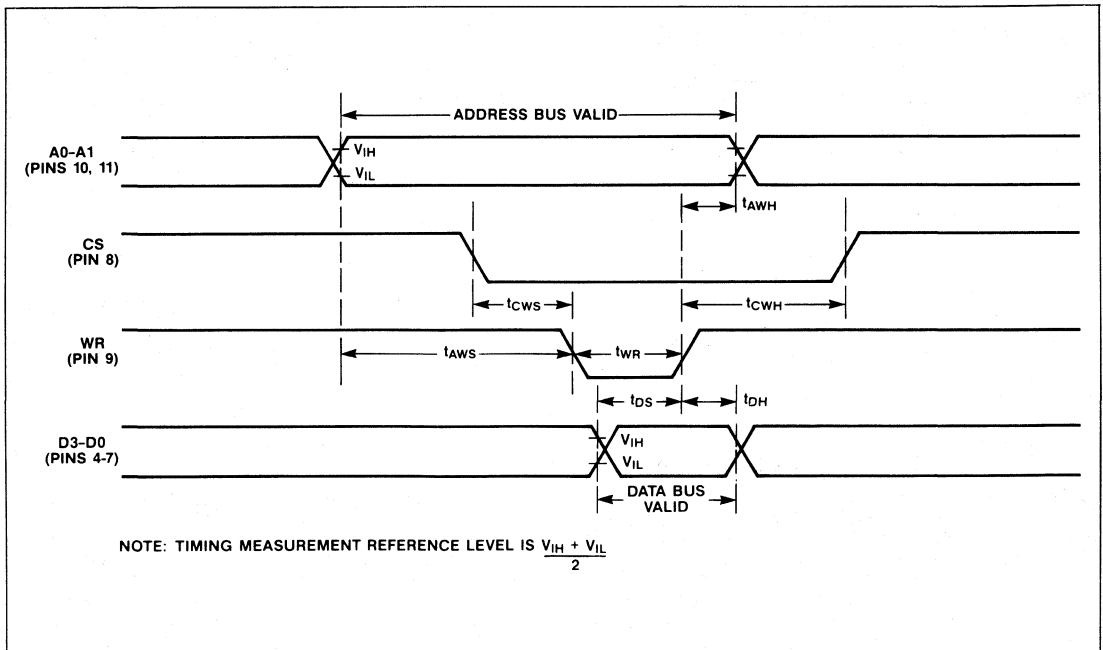 ADDRESS BUS VALID
A0–A1
(PINS 10, 11)
VIH
VIL
tAWH
CS
(PIN 8)
tCWS
tCWH
WR
(PIN 9)
tAWS
tWR
tDS
tDH
D3–D0
(PINS 4-7)
VIH
VIL
DATA BUS
VALID
NOTE: TIMING MEASUREMENT REFERENCE LEVEL IS VIH + VIL
2